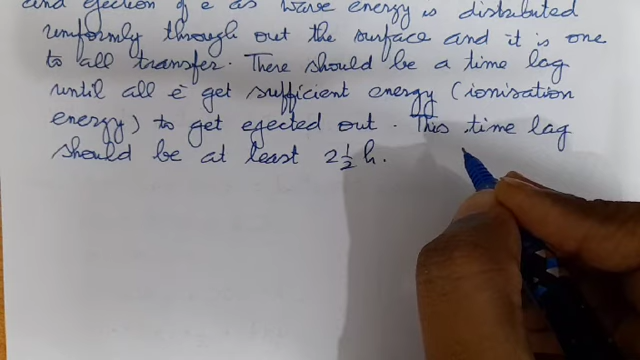 and ejection of e as wave energy is distributed
uniformly through out the surface and it is one
to all transfer. There should be a time lag
until all ē get sufficient energy (ionisation
energy) to get ejected out. This time lag
should be at least 2½ h.